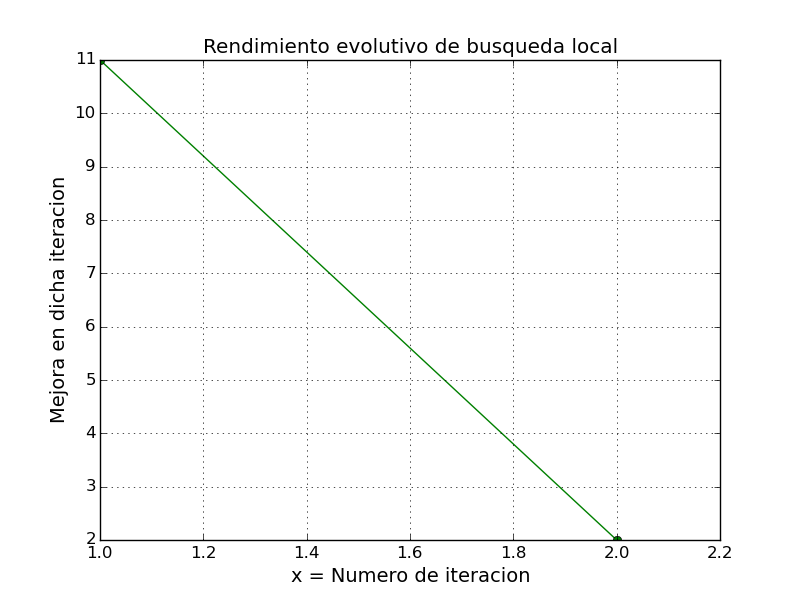 Rendimiento evolutivo de busqueda local
11
10
9
8
7
6
5
4
3
2
Mejora en dicha iteracion
1.0 1.2 1.4 1.6 1.8 2.0 2.2
x = Numero de iteracion